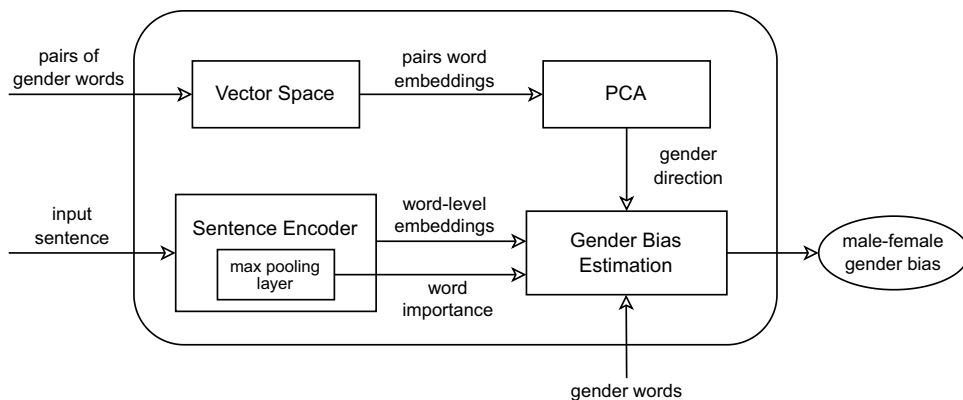 pairs of
gender words
Vector Space
pairs word
embeddings
PCA
gender
direction
input
sentence
Sentence Encoder
max pooling
layer
word-level
embeddings
word
importance
Gender Bias
Estimation
male-female
gender bias
gender words